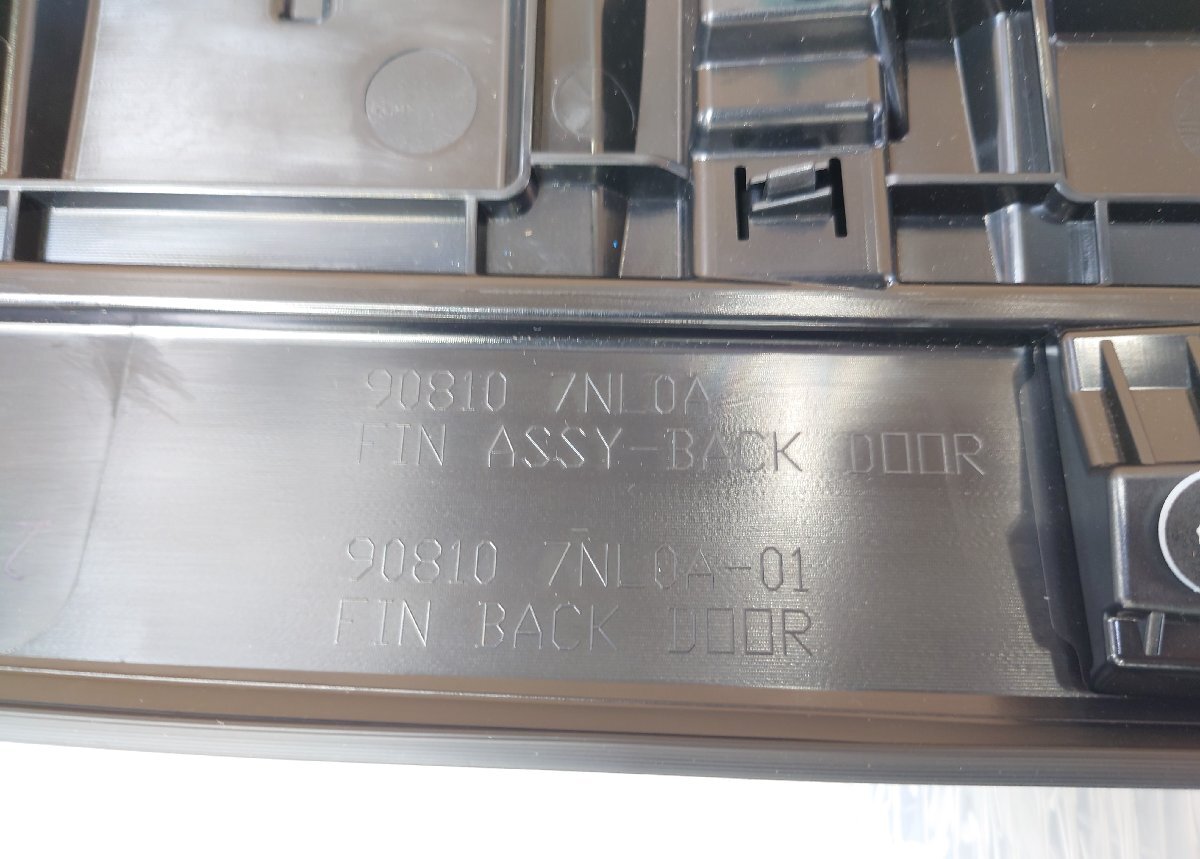 90810 7NL0A
FIN ASSY-BACK DOOR
90810 7NL0A-01
FIN BACK DOOR